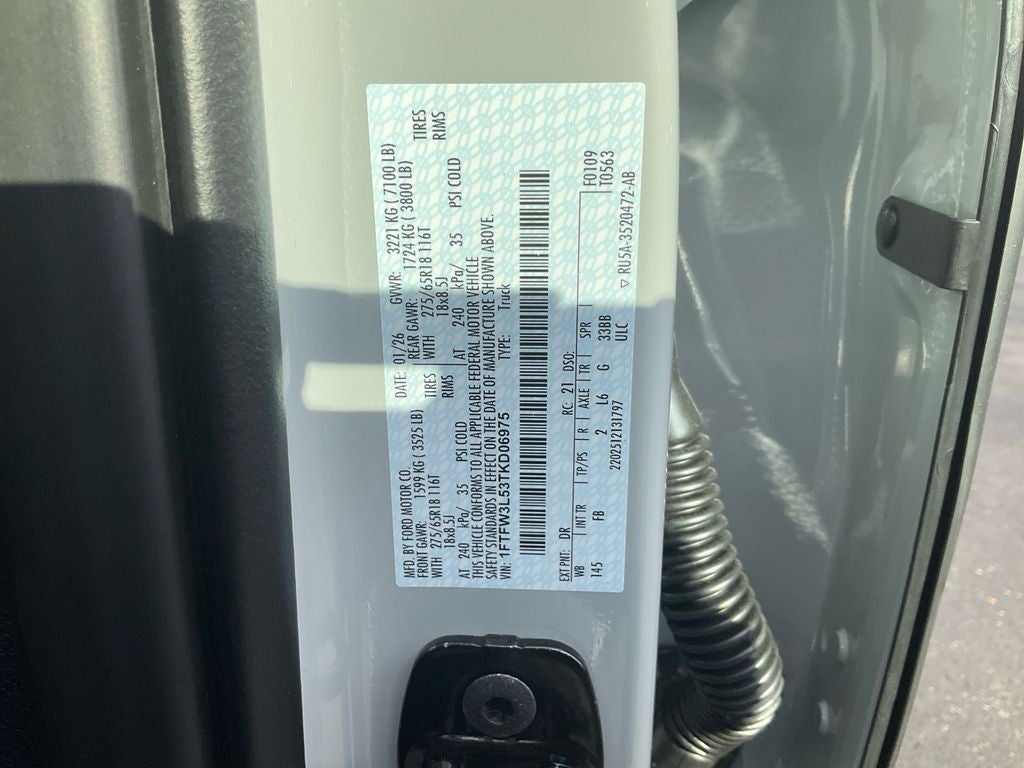 MFD. BY FORD MOTOR CO. DATE: 01/26 GVWR: 3221 KG ( 7100 LB)
FRONT GAWR: 1599 KG ( 3525 LB) REAR GAWR: 1724 KG ( 3800 LB)
WITH 275/65R18 116T TIRES WITH 275/65R18 116T TIRES
18x8.5J RIMS 18x8.5J RIMS
AT 240 kPa/ 35 PSI COLD AT 240 kPa/ 35 PSI COLD
THIS VEHICLE CONFORMS TO ALL APPLICABLE FEDERAL MOTOR VEHICLE
SAFETY STANDARDS IN EFFECT ON THE DATE OF MANUFACTURE SHOWN ABOVE.
VIN: 1FTFW3L53TKD06975 TYPE: Truck
EXT PNT: DR RC: 21 DSO: F0109
WB INT TR TP/PS R AXLE TR SPR T0563
145 FB 2 L6 G 33BB
2202512131797 ULC ▽ RU5A-3520472-AB